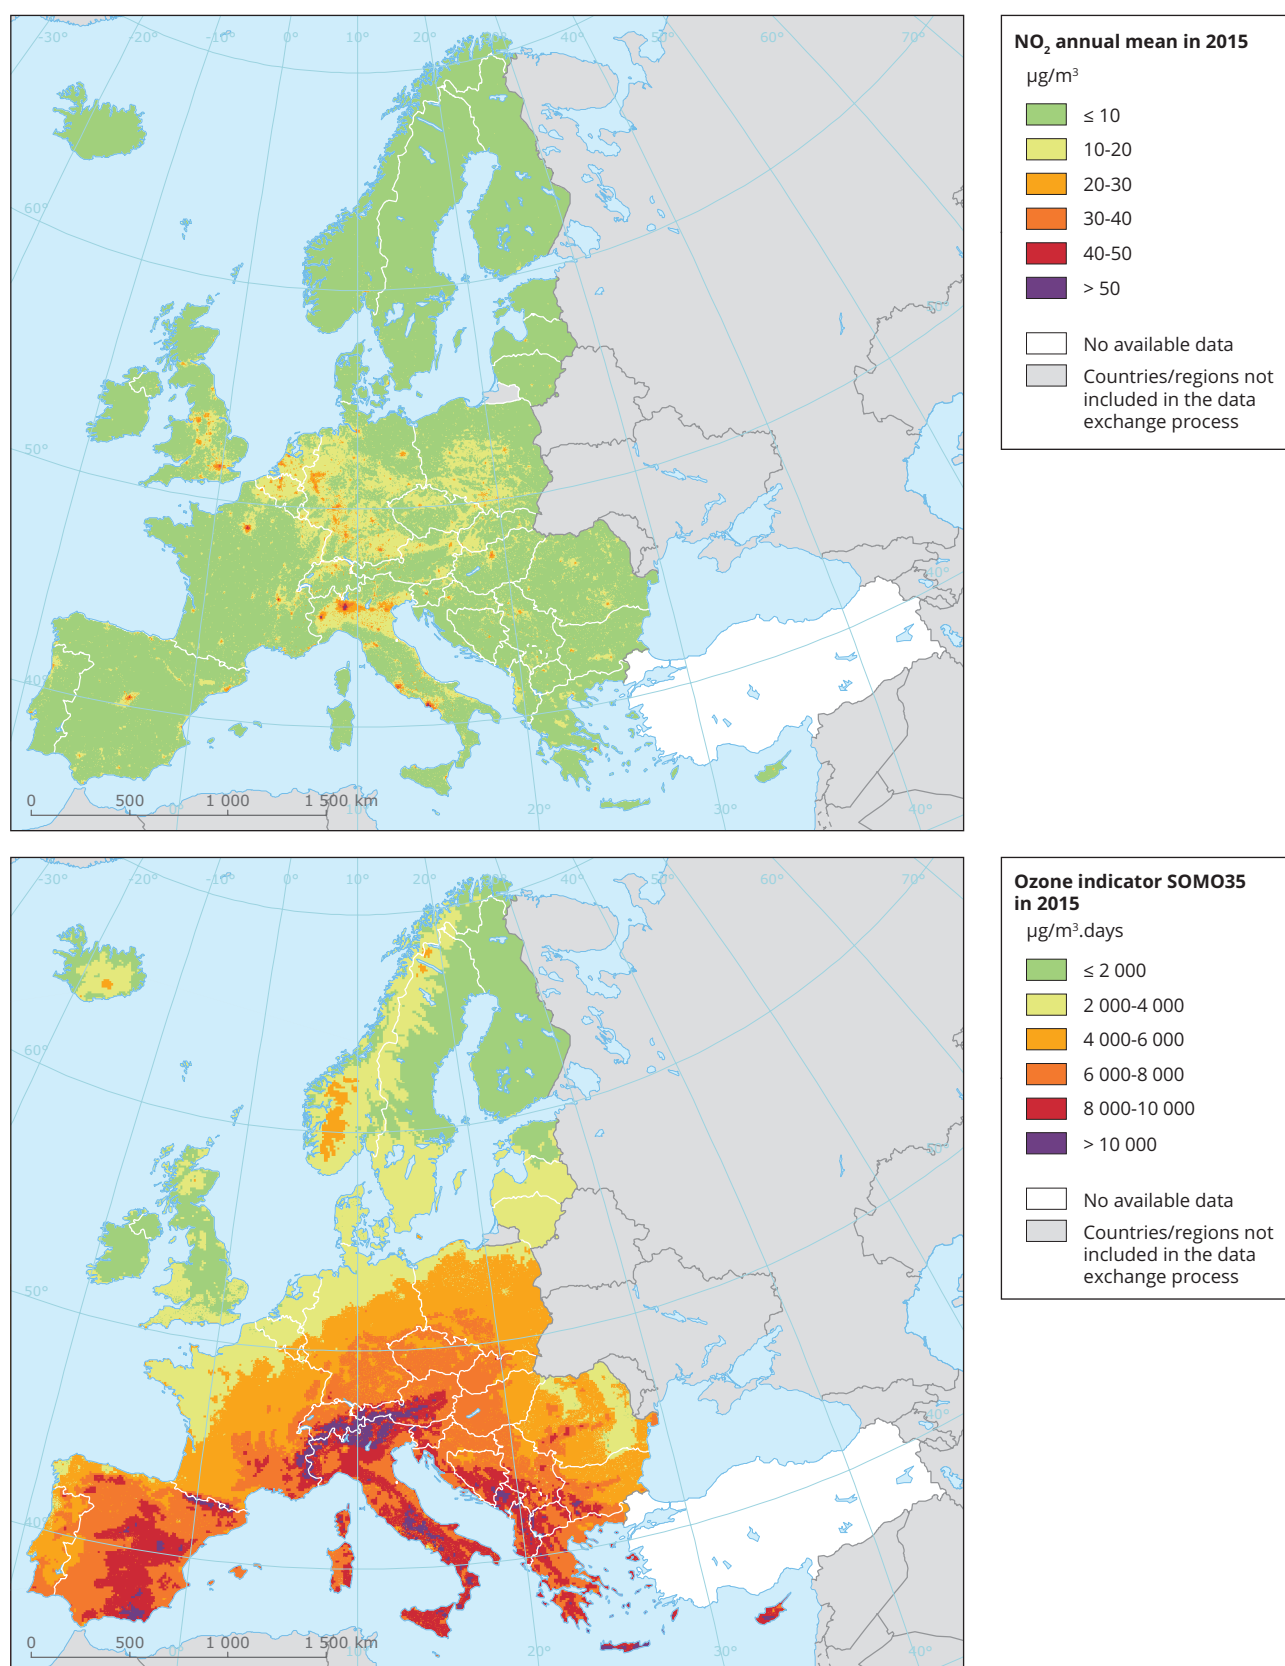 -30°
-20°
-10°
0°
10°
20°
30°
40°
50°
60°
70°
60°
50°
40°
50°
40°
0 500 1 000 1 500 km
0°
10°
20°
30°
40°
NO₂ annual mean in 2015
µg/m³
≤ 10
10-20
20-30
30-40
40-50
> 50
No available data
Countries/regions not
included in the data
exchange process
-30°
-20°
-10°
0°
10°
20°
30°
40°
50°
60°
70°
60°
50°
40°
50°
40°
0 500 1 000 1 500 km
0°
10°
20°
30°
40°
Ozone indicator SOMO35
in 2015
µg/m³.days
≤ 2 000
2 000-4 000
4 000-6 000
6 000-8 000
8 000-10 000
> 10 000
No available data
Countries/regions not
included in the data
exchange process